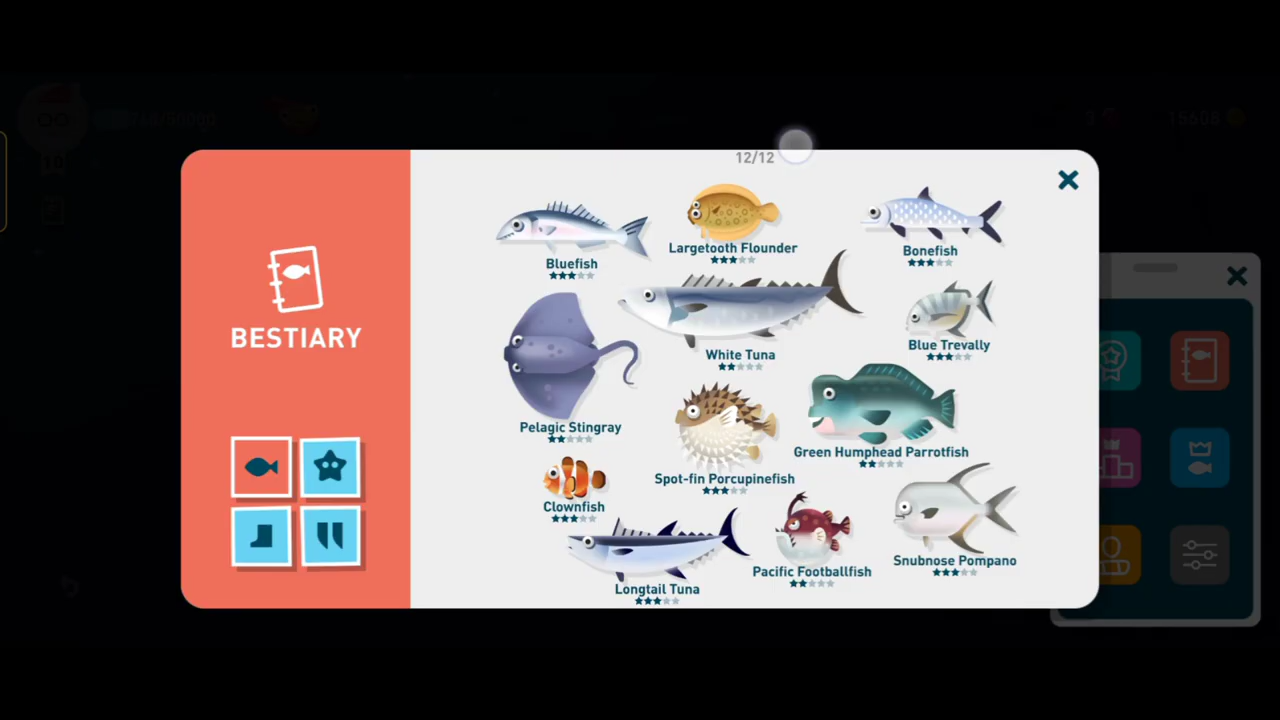 15608
12/12
BESTIARY
Bluefish
Largetooth Flounder
Bonefish
White Tuna
Blue Trevally
Pelagic Stingray
Spot-fin Porcupinefish
Green Humphead Parrotfish
Clownfish
Longtail Tuna
Pacific Footballfish
Snubnose Pompano